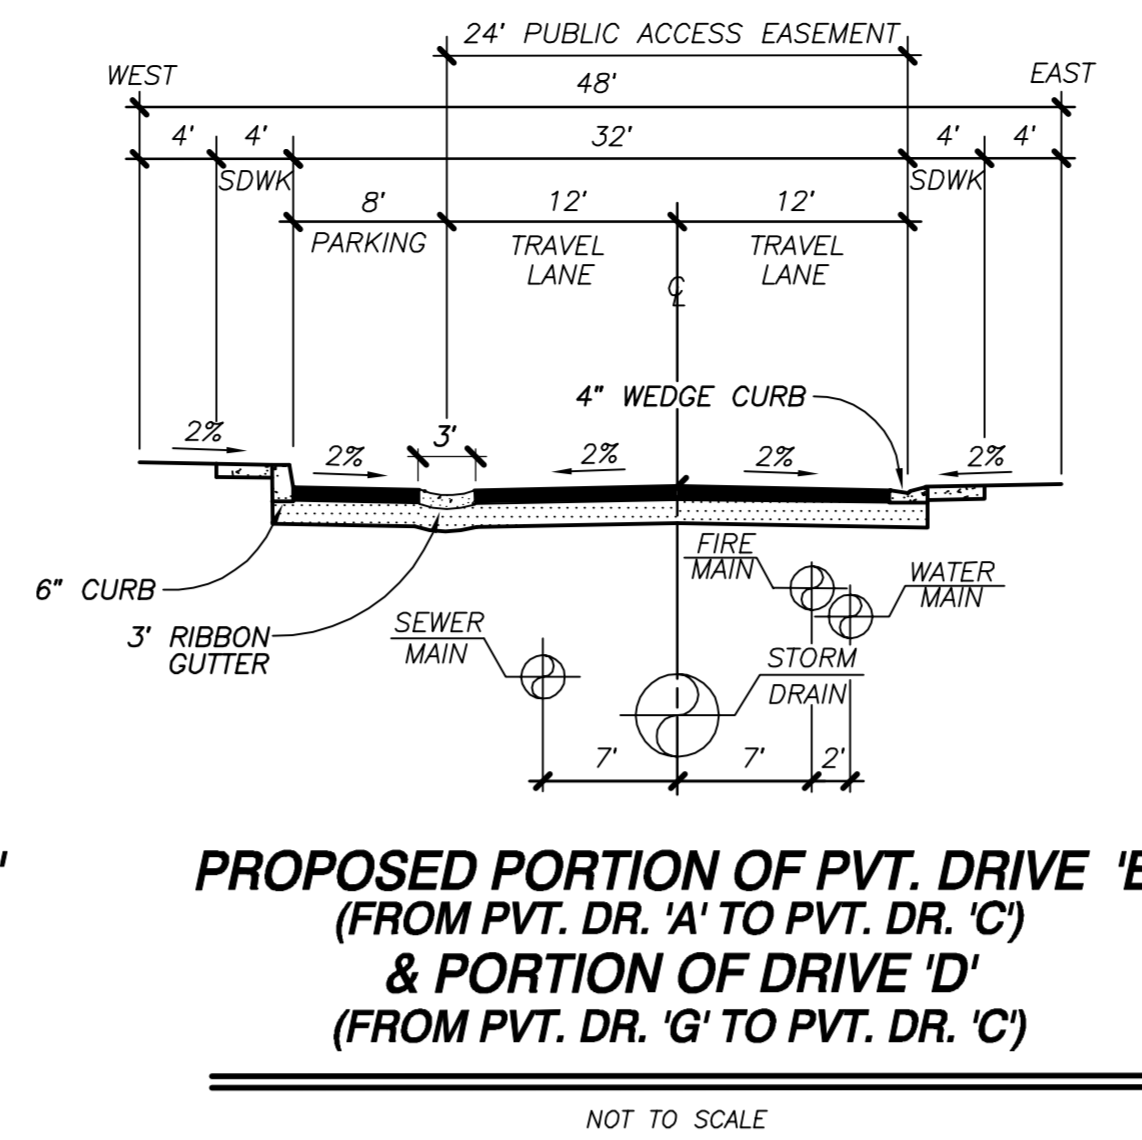 24' PUBLIC ACCESS EASEMENT
WEST
48'
EAST
4' 4' 32' 4' 4'
SDWK SDWK
8' 12' 12'
PARKING TRAVEL LANE TRAVEL LANE
℄
4" WEDGE CURB
2% 2% 3' 2% 2% 2%
FIRE MAIN
WATER MAIN
6" CURB
3' RIBBON GUTTER
SEWER MAIN
STORM DRAIN
7' 7' 2'
' PROPOSED PORTION OF PVT. DRIVE
(FROM PVT. DR. 'A' TO PVT. DR. 'C')
& PORTION OF DRIVE 'D'
(FROM PVT. DR. 'G' TO PVT. DR. 'C')
NOT TO SCALE